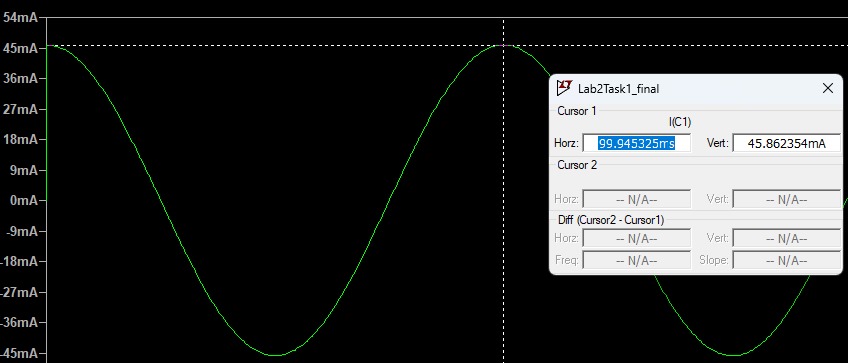 54mA
45mA
36mA
27mA
18mA
9mA
0mA
-9mA
-18mA
-27mA
-36mA
-45mA
Lab2Task1_final
Cursor 1
I(C1)
Horz: 99.945325ms Vert: 45.862354mA
Cursor 2
Horz: -- N/A-- Vert: -- N/A--
Diff (Cursor2 - Cursor1)
Horz: -- N/A-- Vert: -- N/A--
Freq: -- N/A-- Slope: -- N/A--